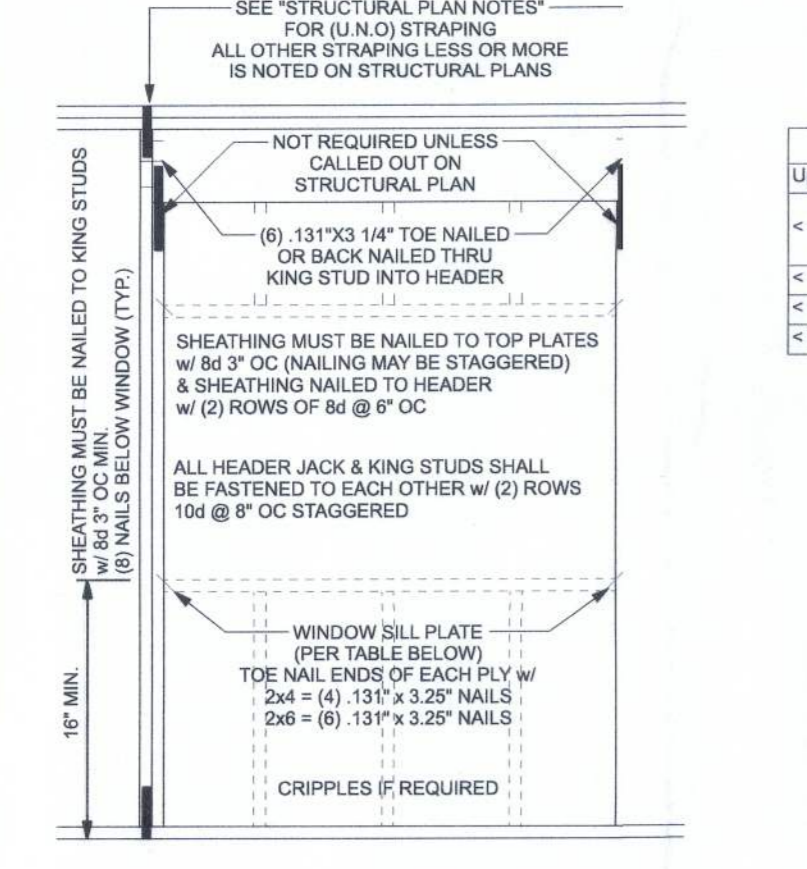 SEE "STRUCTURAL PLAN NOTES"
FOR (U.N.O) STRAPING
ALL OTHER STRAPING LESS OR MORE
IS NOTED ON STRUCTURAL PLANS
NOT REQUIRED UNLESS
CALLED OUT ON
STRUCTURAL PLAN
(6) .131"X3 1/4" TOE NAILED
OR BACK NAILED THRU
KING STUD INTO HEADER
SHEATHING MUST BE NAILED TO TOP PLATES
w/ 8d 3" OC (NAILING MAY BE STAGGERED)
& SHEATHING NAILED TO HEADER
w/ (2) ROWS OF 8d @ 6" OC
ALL HEADER JACK & KING STUDS SHALL
BE FASTENED TO EACH OTHER w/ (2) ROWS
10d @ 8" OC STAGGERED
SHEATHING MUST BE NAILED TO KING STUDS
w/ 8d 3" OC MIN.
(8) NAILS BELOW WINDOW (TYP.)
16" MIN.
WINDOW SILL PLATE
(PER TABLE BELOW)
TOE NAIL ENDS OF EACH PLY w/
2x4 = (4) .131" x 3.25" NAILS
2x6 = (6) .131" x 3.25" NAILS
CRIPPLES IF REQUIRED